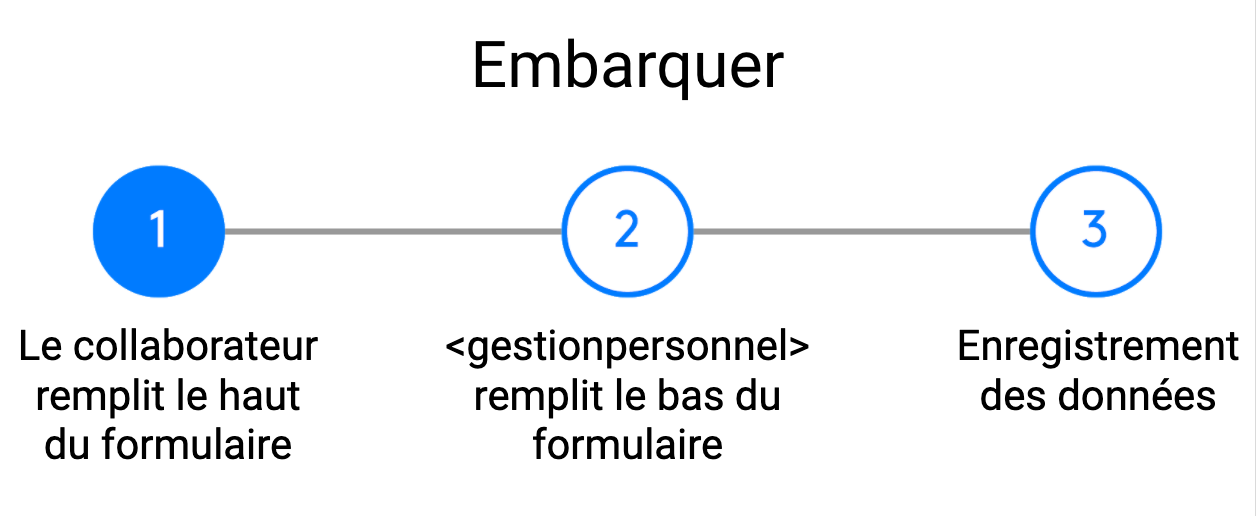 Embarquer
1
2
3
Le collaborateur
remplit le haut
du formulaire
<gestionpersonnel>
remplit le bas du
formulaire
Enregistrement
des données